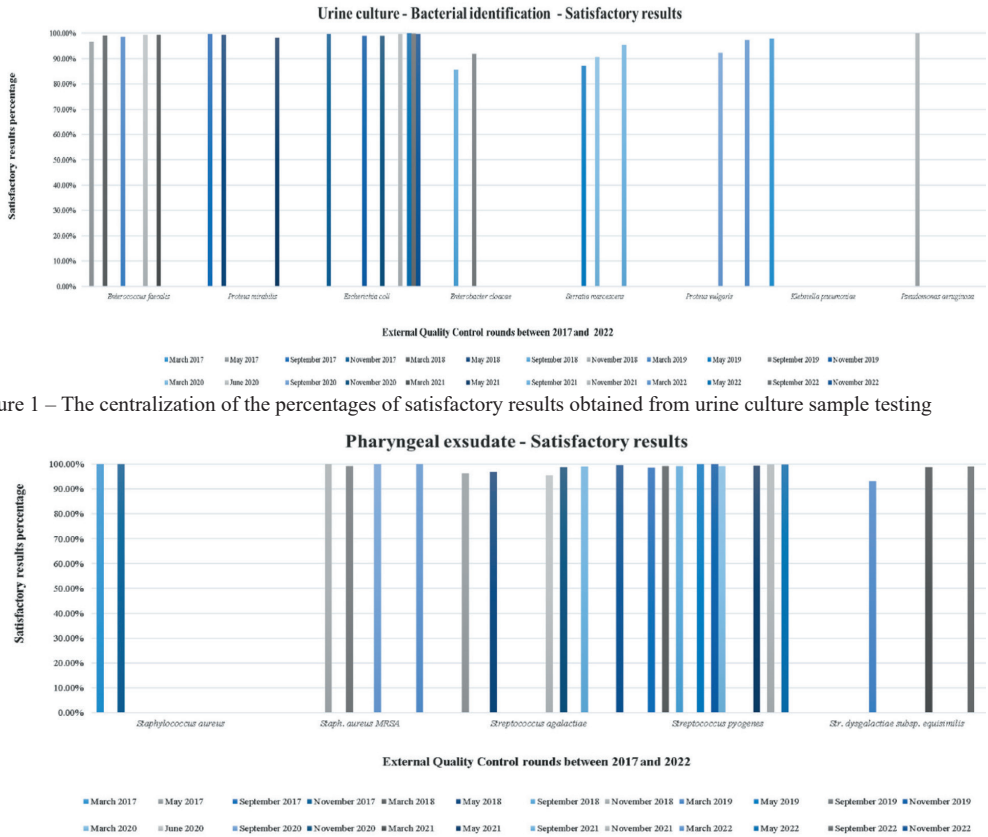 Urine culture - Bacterial identification - Satisfactory results
Satisfactory results percentage
100.00%
90.00%
80.00%
70.00%
60.00%
50.00%
40.00%
30.00%
20.00%
10.00%
0.00%
Enterococcus faecalis Proteus mirabilis Escherichia coli Enterobacter cloacae Serratia marcescens Proteus vulgaris Klebsiella pneumoniae Pseudomonas aeruginosa
External Quality Control rounds between 2017 and 2022
March 2017 May 2017 September 2017 November 2017 March 2018 May 2018 September 2018 November 2018 March 2019 May 2019 September 2019 November 2019
March 2020 June 2020 September 2020 November 2020 March 2021 May 2021 September 2021 November 2021 March 2022 May 2022 September 2022 November 2022
ure 1 – The centralization of the percentages of satisfactory results obtained from urine culture sample testing
Pharyngeal exsudate - Satisfactory results
Satisfactory results percentage
100.00%
90.00%
80.00%
70.00%
60.00%
50.00%
40.00%
30.00%
20.00%
10.00%
0.00%
Staphylococcus aureus Staph. aureus MRSA Streptococcus agalactiae Streptococcus pyogenes Str. dysgalactiae subsp. equisimilis
External Quality Control rounds between 2017 and 2022
March 2017 May 2017 September 2017 November 2017 March 2018 May 2018 September 2018 November 2018 March 2019 May 2019 September 2019 November 2019
March 2020 June 2020 September 2020 November 2020 March 2021 May 2021 September 2021 November 2021 March 2022 May 2022 September 2022 November 2022